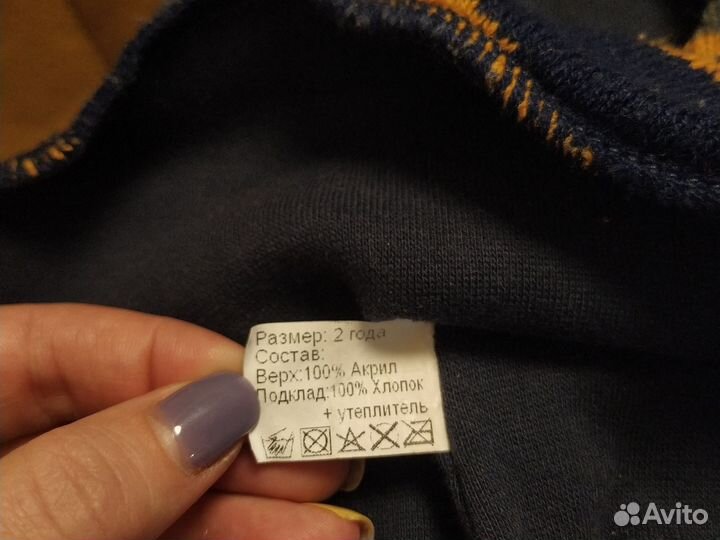 Размер: 2 года
Состав:
Верх:100% Акрил
Подклад:100% Хлопок
+ утеплитель
Avito